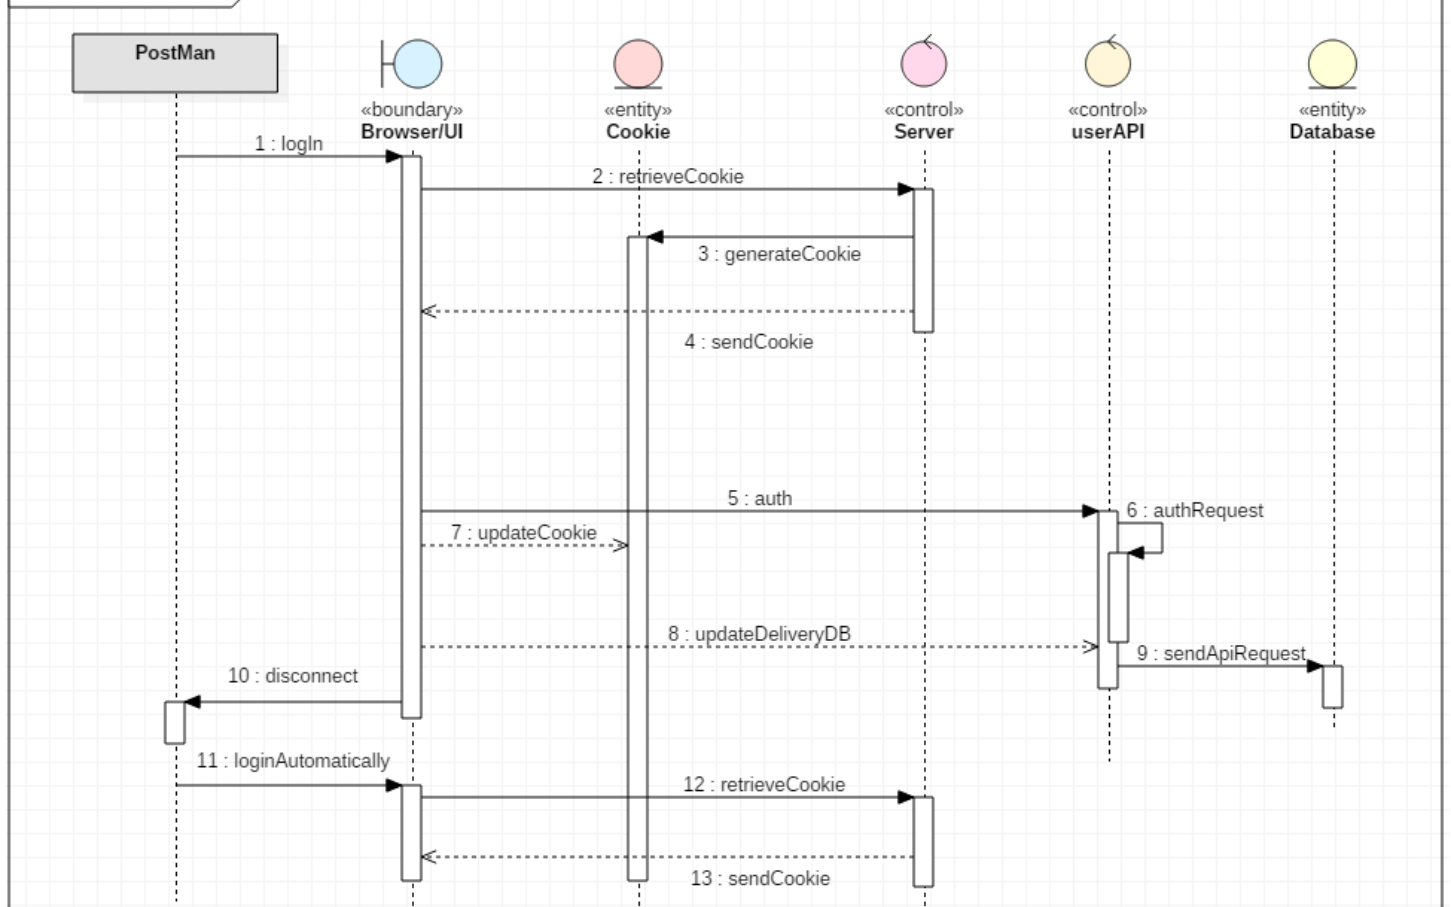 PostMan
«boundary»
Browser/UI
«entity»
Cookie
«control»
Server
«control»
userAPI
«entity»
Database
1 : logIn
2 : retrieveCookie
3 : generateCookie
4 : sendCookie
5 : auth
6 : authRequest
7 : updateCookie
8 : updateDeliveryDB
9 : sendApiRequest
10 : disconnect
11 : loginAutomatically
12 : retrieveCookie
13 : sendCookie